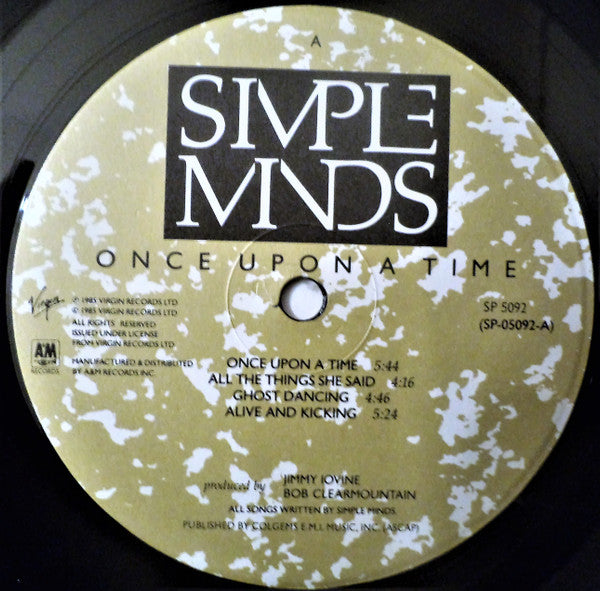 A
SIMPLE
MINDS
ONCE UPON A TIME
Virgin
℗ 1985 VIRGIN RECORDS LTD
© 1985 VIRGIN RECORDS LTD
ALL RIGHTS RESERVED
ISSUED UNDER LICENSE
FROM VIRGIN RECORDS LTD
A&M
RECORDS
MANUFACTURED & DISTRIBUTED
BY A&M RECORDS, INC.
SP 5092
(SP-05092-A)
ONCE UPON A TIME 5:44
ALL THE THINGS SHE SAID 4:16
GHOST DANCING 4:46
ALIVE AND KICKING 5:24
produced by JIMMY IOVINE
BOB CLEARMOUNTAIN
ALL SONGS WRITTEN BY SIMPLE MINDS.
PUBLISHED BY COLGEMS E.M.I. MUSIC, INC. (ASCAP)